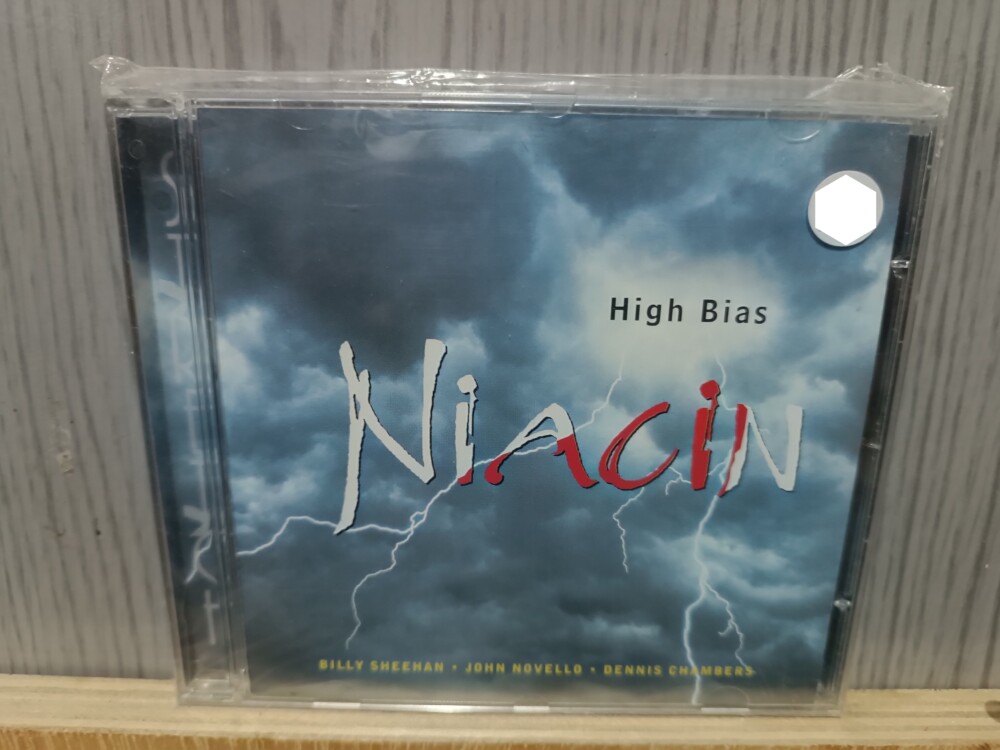 High Bias
Niacin
BILLY SHEEHAN • JOHN NOVELLO • DENNIS CHAMBERS